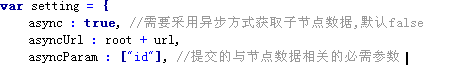 var setting = {
async : true, //需要采用异步方式获取子节点数据,默认false
asyncUrl : root + url,
asyncParam : ["id"], //提交的与节点数据相关的必需参数